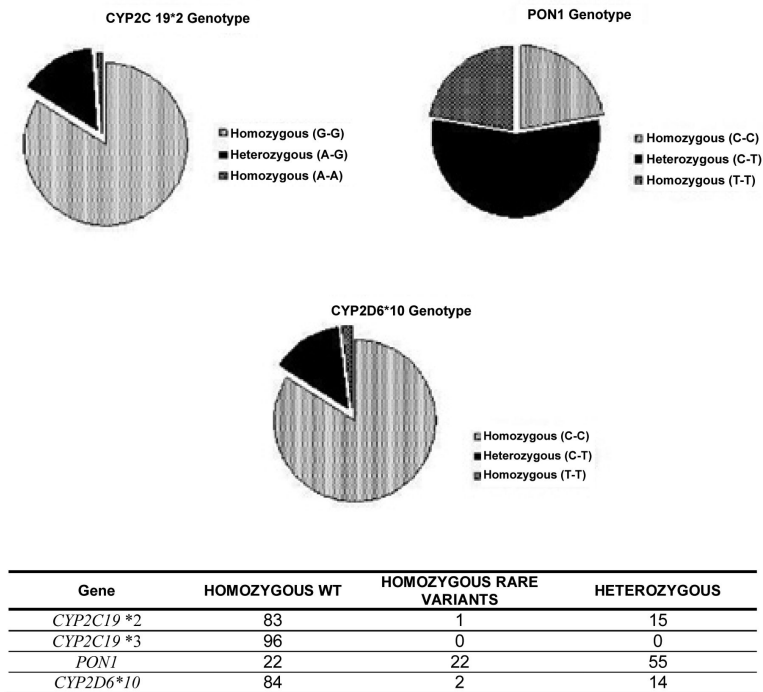 CYP2C 19*2 Genotype
Homozygous (G-G)
Heterozygous (A-G)
Homozygous (A-A)
PON1 Genotype
Homozygous (C-C)
Heterozygous (C-T)
Homozygous (T-T)
CYP2D6*10 Genotype
Homozygous (C-C)
Heterozygous (C-T)
Homozygous (T-T)
Gene HOMOZYGOUS WT HOMOZYGOUS RARE VARIANTS HETEROZYGOUS
CYP2C19 *2 83 1 15
CYP2C19 *3 96 0 0
PON1 22 22 55
CYP2D6*10 84 2 14